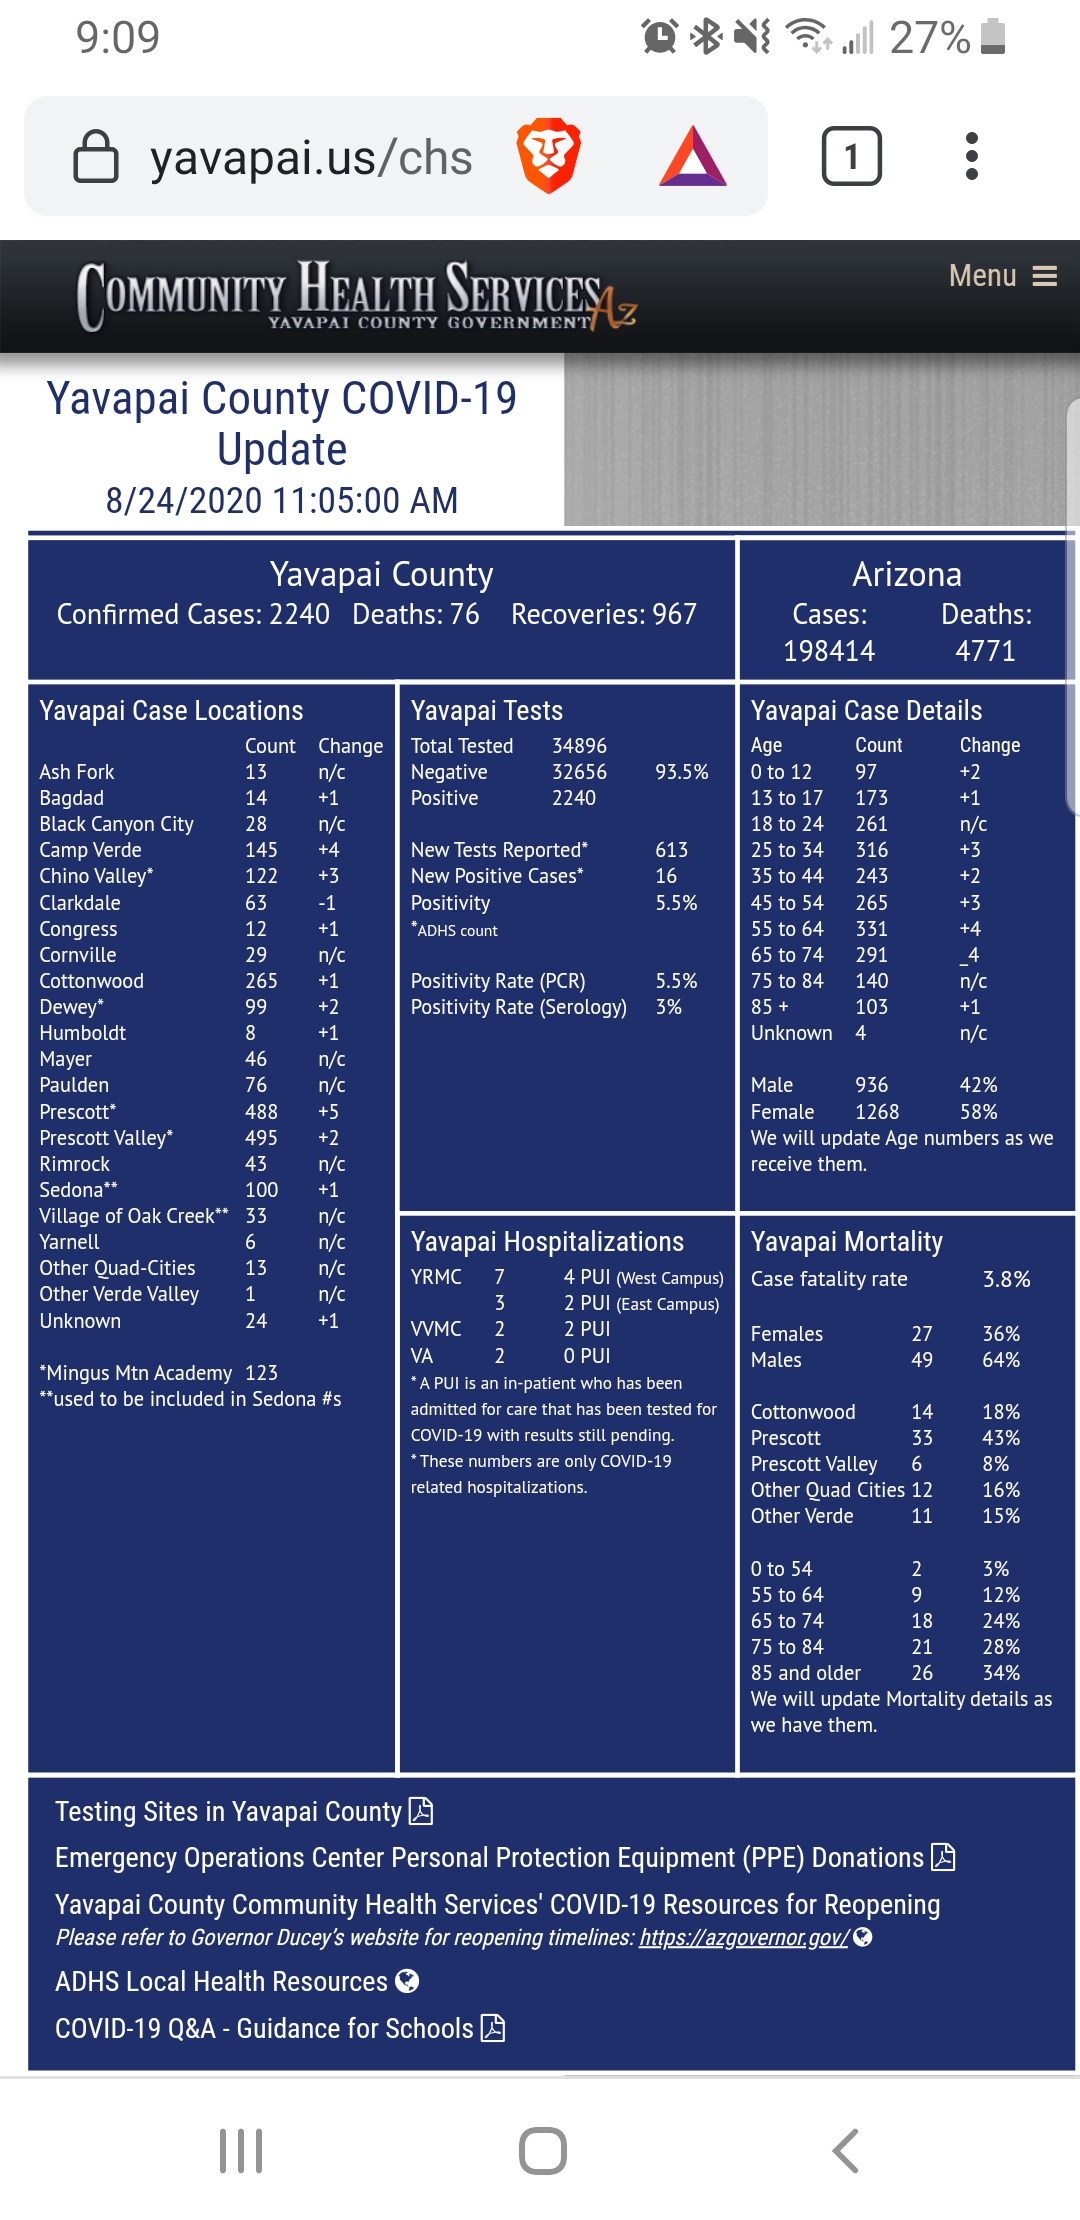 9:09 27%
yavapai.us/chs 1
COMMUNITY HEALTH SERVICES Az
YAVAPAI COUNTY GOVERNMENT
Menu
Yavapai County COVID-19
Update
8/24/2020 11:05:00 AM
Yavapai County
Confirmed Cases: 2240 Deaths: 76 Recoveries: 967
Arizona
Cases: Deaths:
198414 4771
Yavapai Case Locations
Count Change
Ash Fork 13 n/c
Bagdad 14 +1
Black Canyon City 28 n/c
Camp Verde 145 +4
Chino Valley* 122 +3
Clarkdale 63 -1
Congress 12 +1
Cornville 29 n/c
Cottonwood 265 +1
Dewey* 99 +2
Humboldt 8 +1
Mayer 46 n/c
Paulden 76 n/c
Prescott* 488 +5
Prescott Valley* 495 +2
Rimrock 43 n/c
Sedona** 100 +1
Village of Oak Creek** 33 n/c
Yarnell 6 n/c
Other Quad-Cities 13 n/c
Other Verde Valley 1 n/c
Unknown 24 +1
*Mingus Mtn Academy 123
**used to be included in Sedona #s
Yavapai Tests
Total Tested 34896
Negative 32656 93.5%
Positive 2240
New Tests Reported* 613
New Positive Cases* 16
Positivity 5.5%
*ADHS count
Positivity Rate (PCR) 5.5%
Positivity Rate (Serology) 3%
Yavapai Case Details
Age Count Change
0 to 12 97 +2
13 to 17 173 +1
18 to 24 261 n/c
25 to 34 316 +3
35 to 44 243 +2
45 to 54 265 +3
55 to 64 331 +4
65 to 74 291 _4
75 to 84 140 n/c
85 + 103 +1
Unknown 4 n/c
Male 936 42%
Female 1268 58%
We will update Age numbers as we
receive them.
Yavapai Hospitalizations
YRMC 7 4 PUI (West Campus)
3 2 PUI (East Campus)
VVMC 2 2 PUI
VA 2 0 PUI
* A PUI is an in-patient who has been
admitted for care that has been tested for
COVID-19 with results still pending.
* These numbers are only COVID-19
related hospitalizations.
Yavapai Mortality
Case fatality rate 3.8%
Females 27 36%
Males 49 64%
Cottonwood 14 18%
Prescott 33 43%
Prescott Valley 6 8%
Other Quad Cities 12 16%
Other Verde 11 15%
0 to 54 2 3%
55 to 64 9 12%
65 to 74 18 24%
75 to 84 21 28%
85 and older 26 34%
We will update Mortality details as
we have them.
Testing Sites in Yavapai County
Emergency Operations Center Personal Protection Equipment (PPE) Donations
Yavapai County Community Health Services' COVID-19 Resources for Reopening
Please refer to Governor Ducey's website for reopening timelines: https://azgovernor.gov/
ADHS Local Health Resources
COVID-19 Q&A - Guidance for Schools